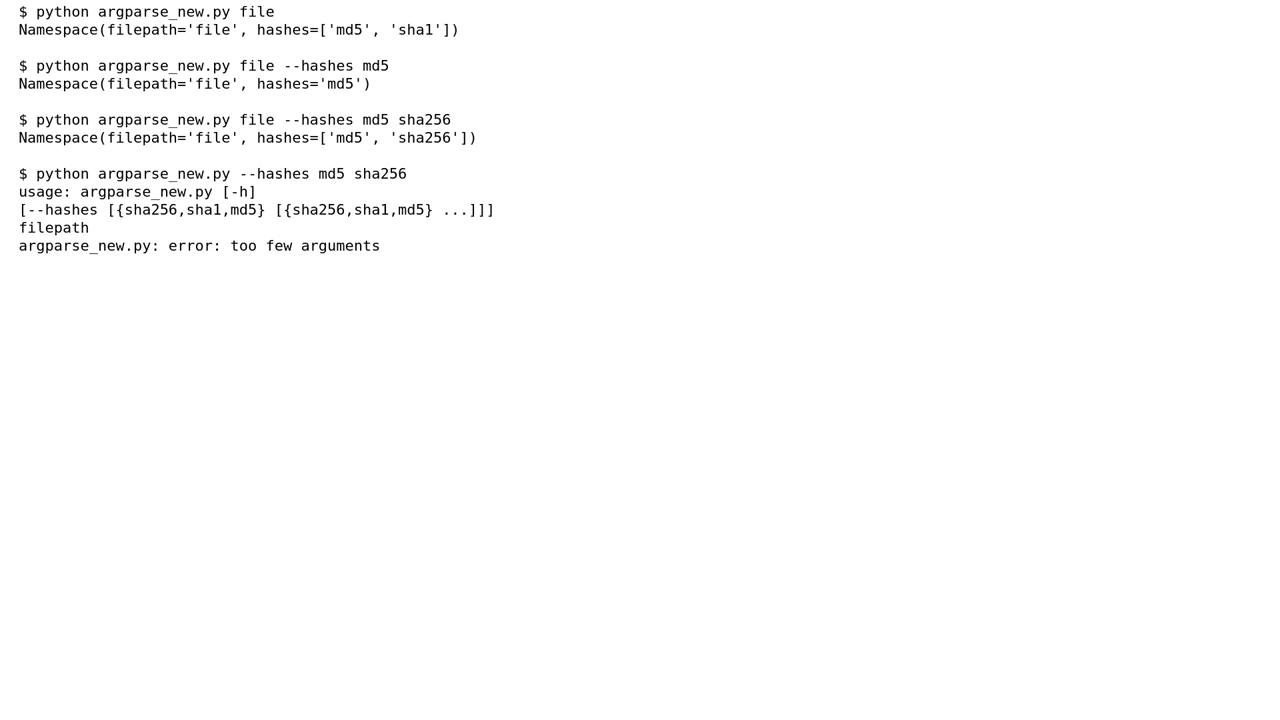 $ python argparse_new.py file
Namespace(filepath='file', hashes=['md5', 'sha1'])

$ python argparse_new.py file --hashes md5
Namespace(filepath='file', hashes='md5')

$ python argparse_new.py file --hashes md5 sha256
Namespace(filepath='file', hashes=['md5', 'sha256'])

$ python argparse_new.py --hashes md5 sha256
usage: argparse_new.py [-h]
[--hashes [{sha256,sha1,md5} [{sha256,sha1,md5} ...]]]
filepath
argparse_new.py: error: too few arguments